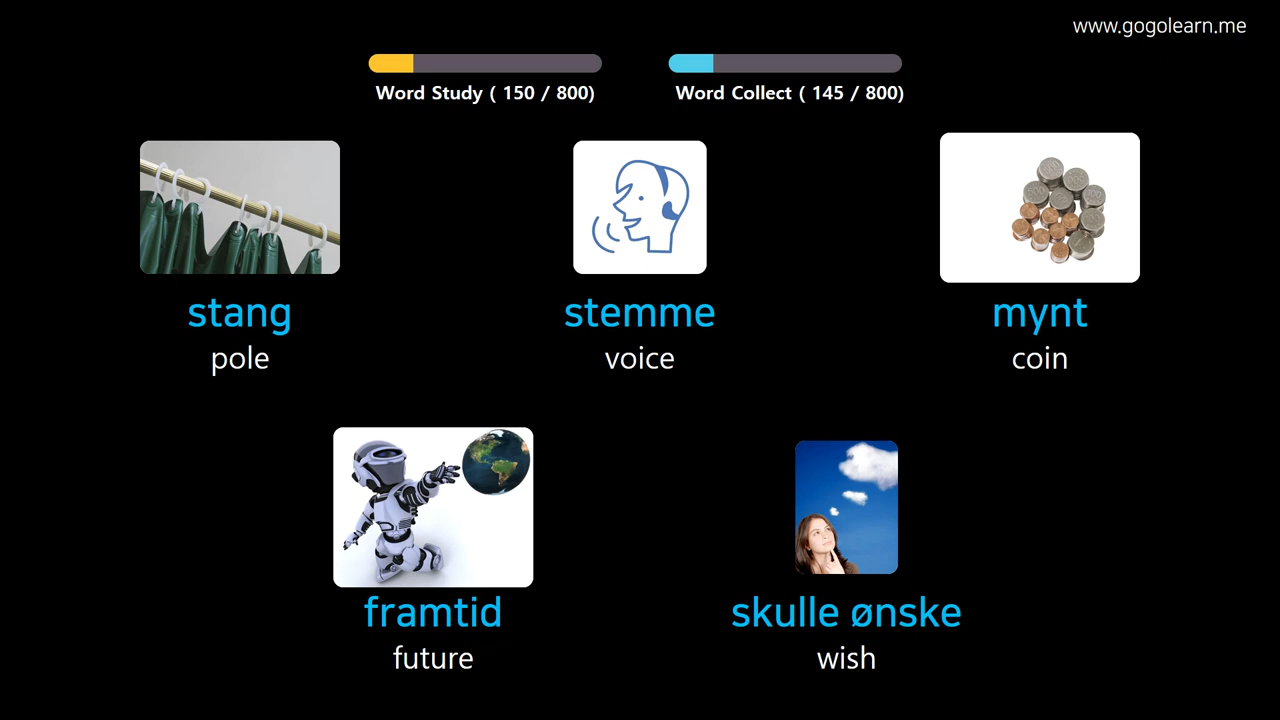 www.gogolearn.me
Word Study ( 150 / 800)
Word Collect ( 145 / 800)
stang
pole
stemme
voice
mynt
coin
framtid
future
skulle ønske
wish